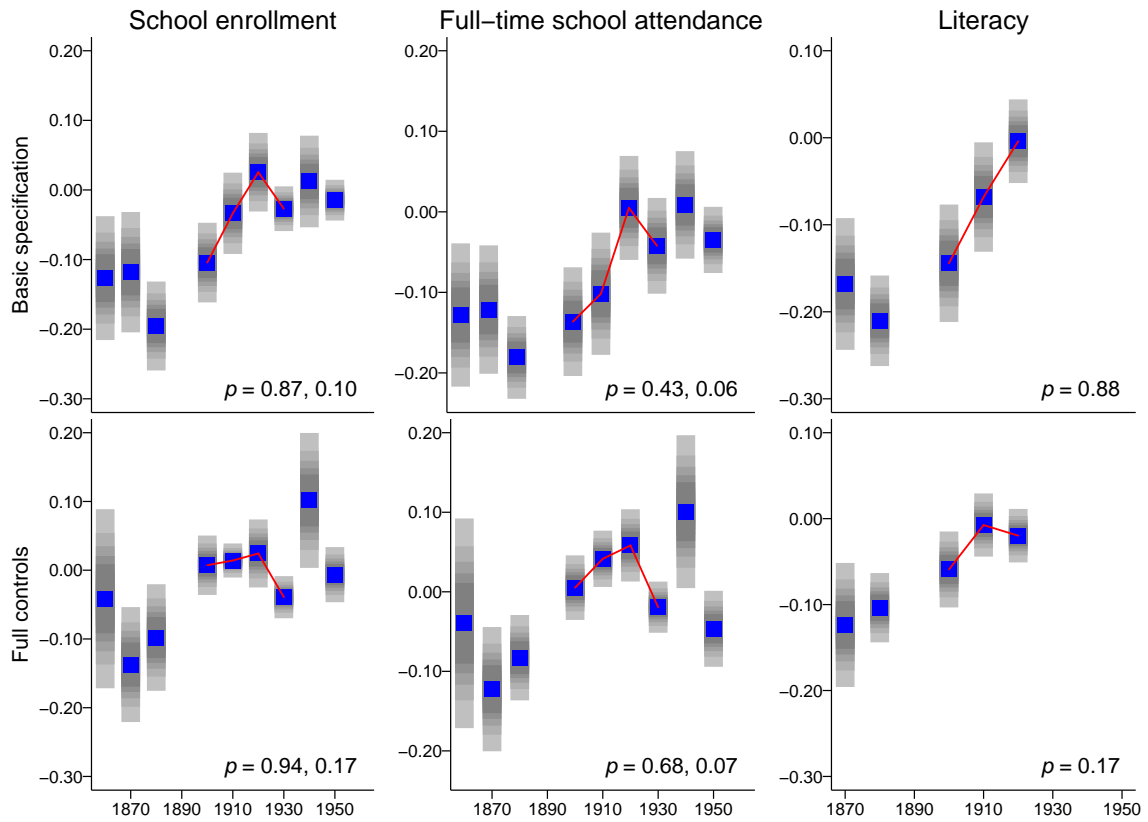 School enrollment
Full−time school attendance
Literacy
Basic specification
0.20
0.10
0.00
−0.10
−0.20
−0.30
p = 0.87, 0.10
0.20
0.10
0.00
−0.10
−0.20
p = 0.43, 0.06
0.10
0.00
−0.10
−0.20
−0.30
p = 0.88
Full controls
0.20
0.10
0.00
−0.10
−0.20
−0.30
p = 0.94, 0.17
1870 1890 1910 1930 1950
0.20
0.10
0.00
−0.10
−0.20
p = 0.68, 0.07
1870 1890 1910 1930 1950
0.10
0.00
−0.10
−0.20
−0.30
p = 0.17
1870 1890 1910 1930 1950